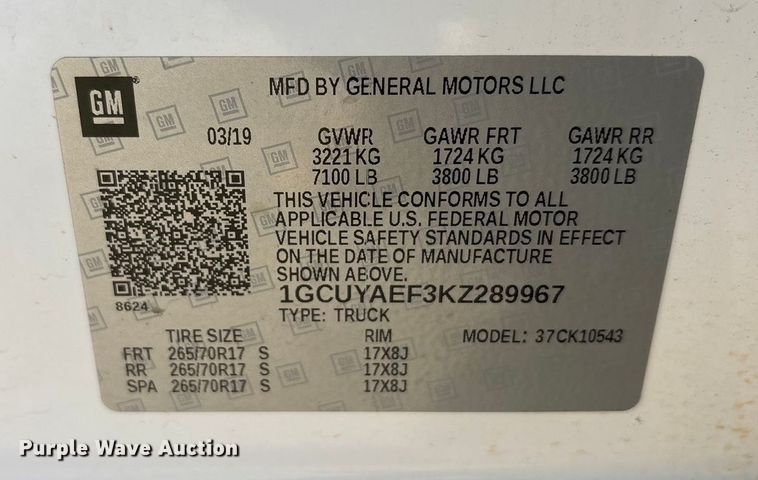 GM
MFD BY GENERAL MOTORS LLC
03/19 GVWR GAWR FRT GAWR RR
3221 KG 1724 KG 1724 KG
7100 LB 3800 LB 3800 LB
THIS VEHICLE CONFORMS TO ALL
APPLICABLE U.S. FEDERAL MOTOR
VEHICLE SAFETY STANDARDS IN EFFECT
ON THE DATE OF MANUFACTURE
SHOWN ABOVE.
8624
1GCUYAEF3KZ289967
TYPE: TRUCK
TIRE SIZE RIM MODEL: 37CK10543
FRT 265/70R17 S 17X8J
RR 265/70R17 S 17X8J
SPA 265/70R17 S 17X8J
Purple Wave Auction